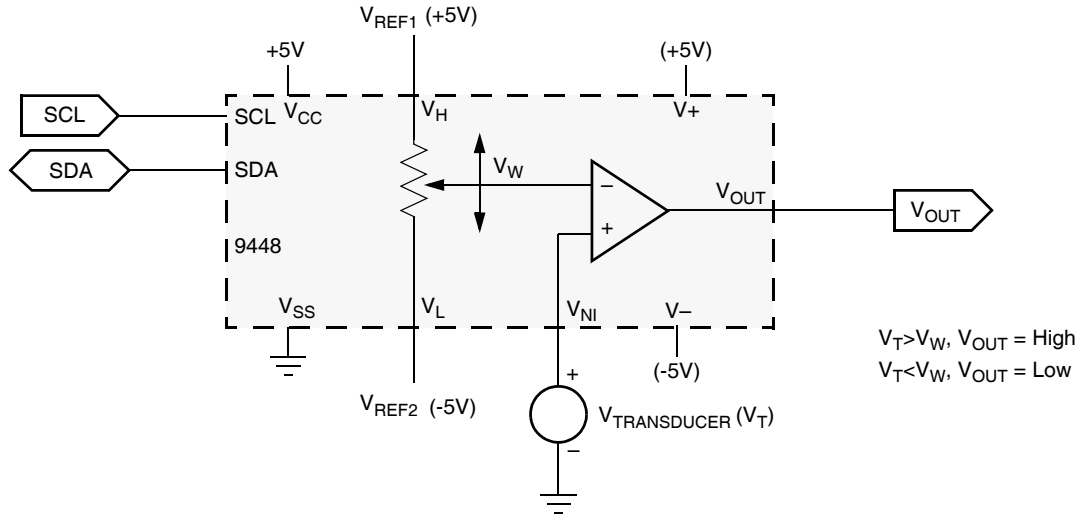 V_REF1 (+5V)
+5V
(+5V)
SCL
SCL
V_CC
V_H
V+
SDA
SDA
V_W
–
V_OUT
V_OUT
+
9448
V_SS
V_L
V_NI
V–
V_T>V_W, V_OUT = High
V_T<V_W, V_OUT = Low
(-5V)
+
V_REF2 (-5V)
V_TRANSDUCER (V_T)
–